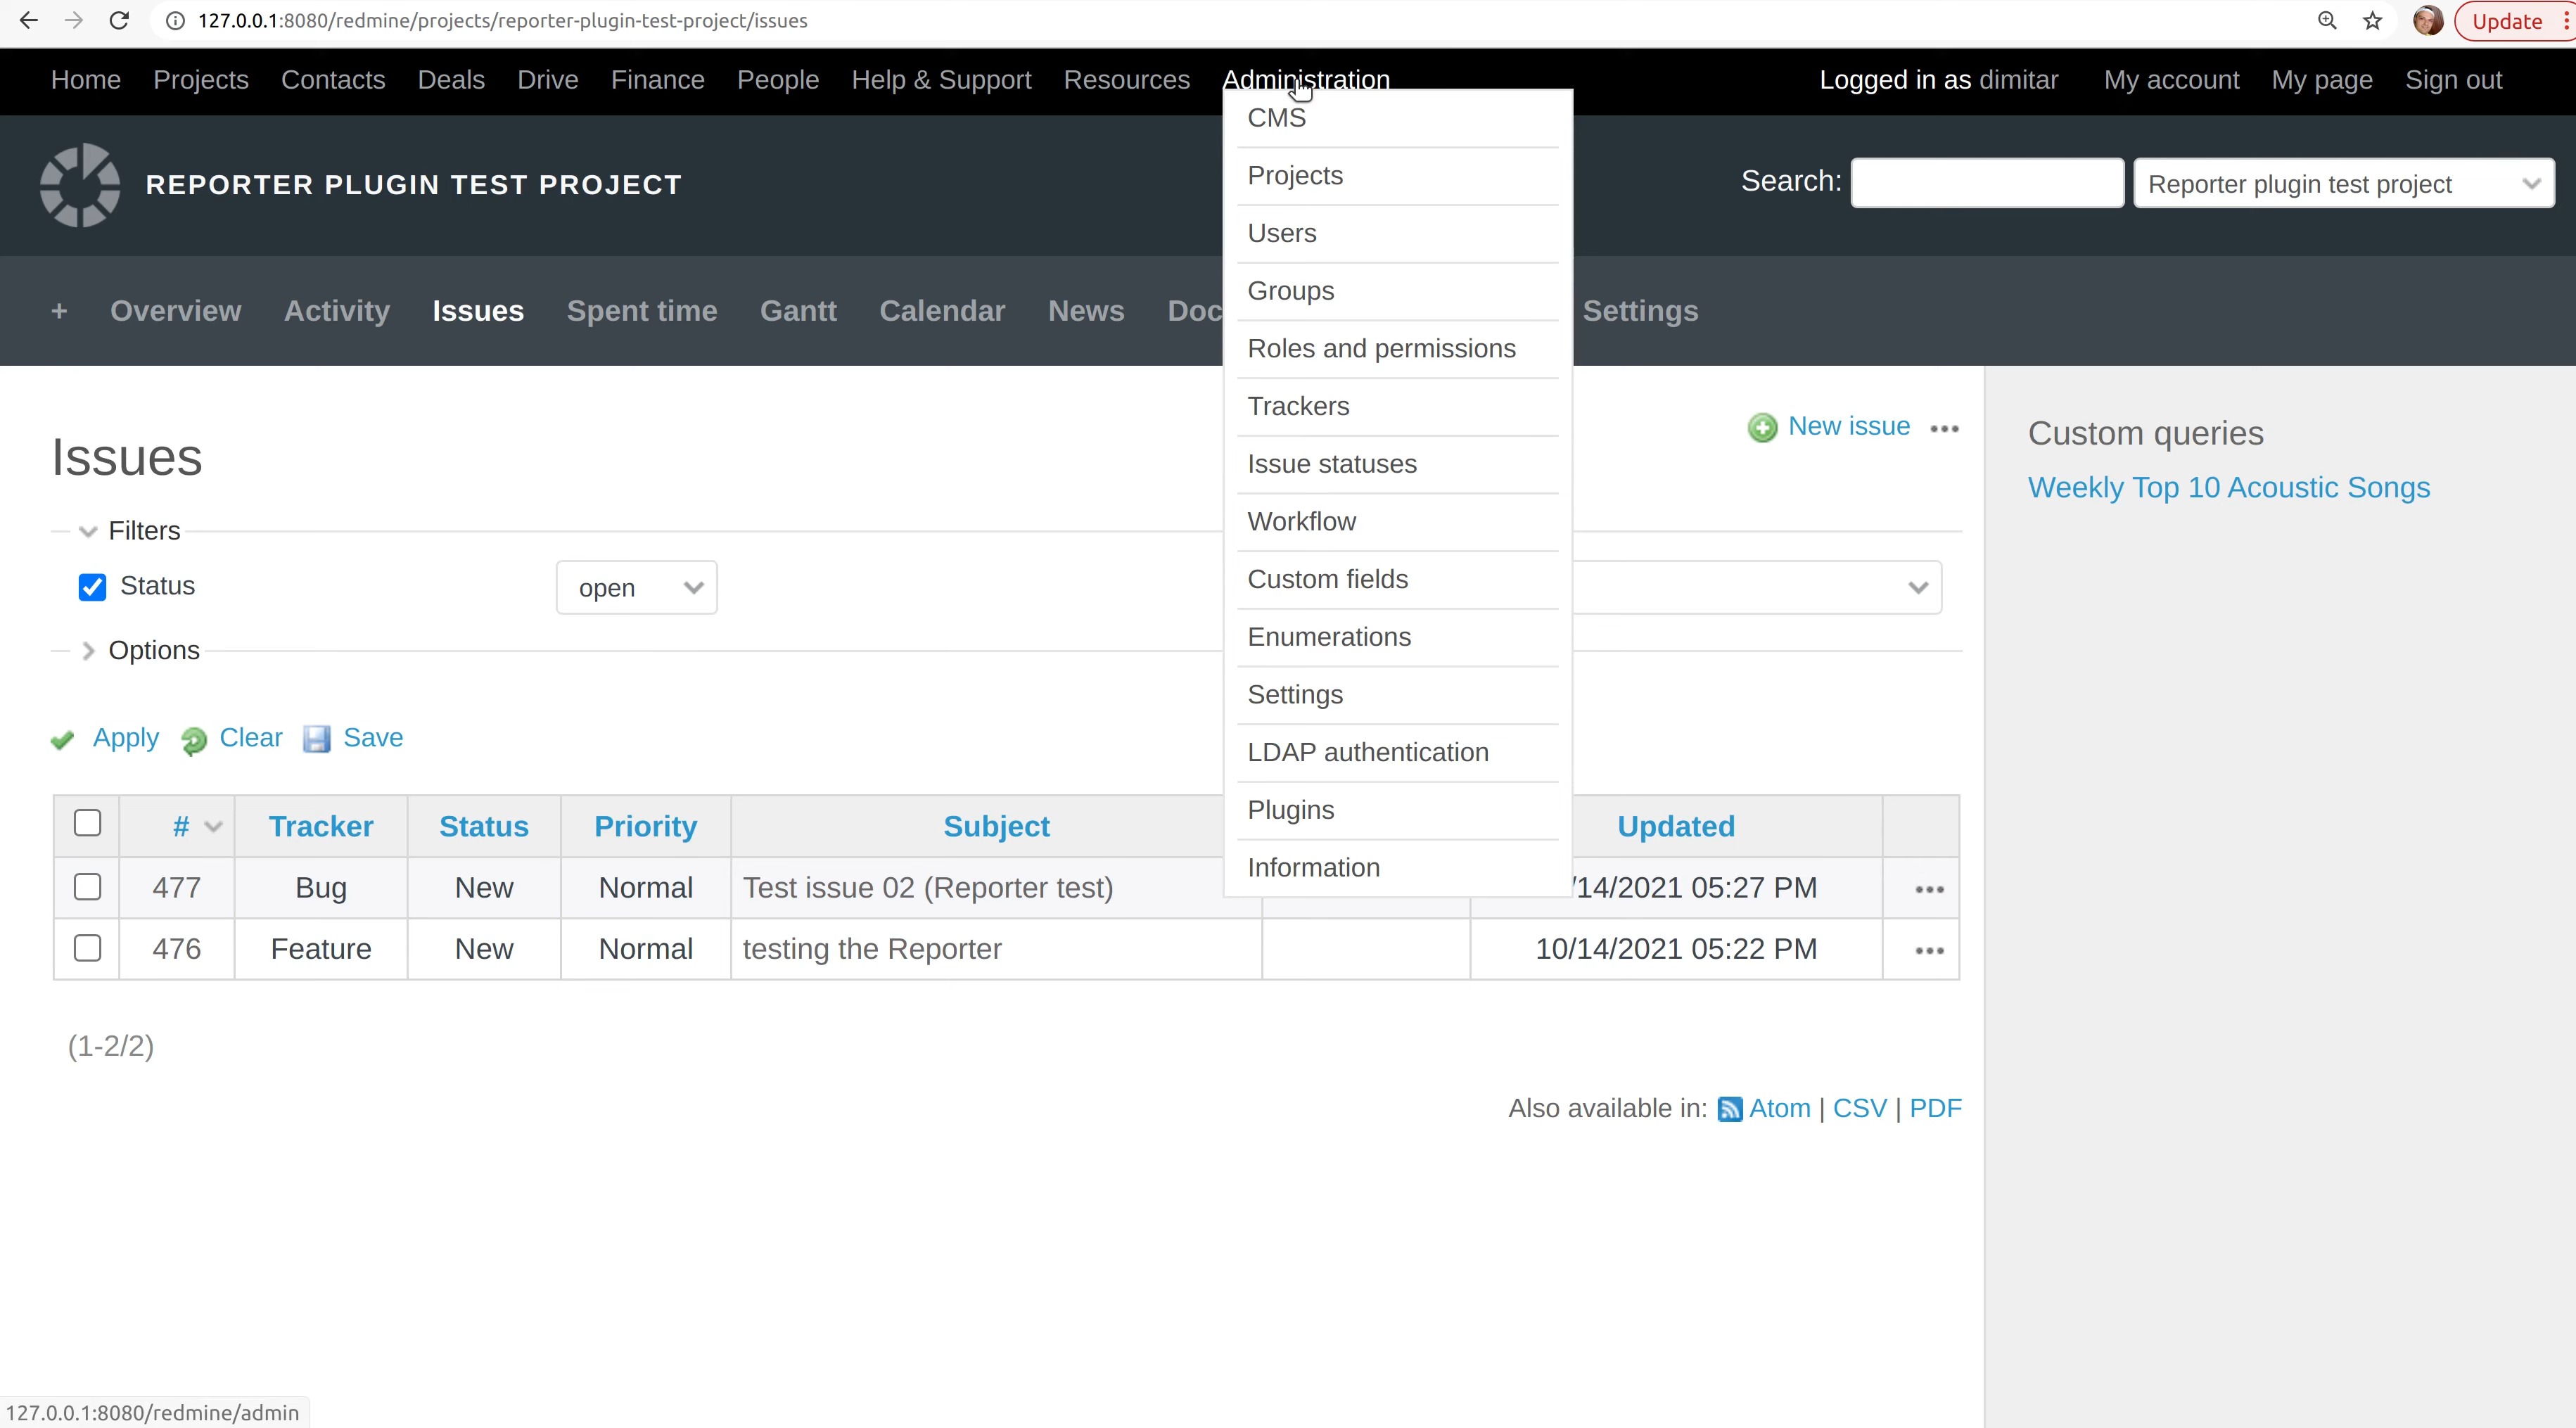 127.0.0.1:8080/redmine/projects/reporter-plugin-test-project/issues Update
Home Projects Contacts Deals Drive Finance People Help & Support Resources Administration Logged in as dimitar My account My page Sign out
CMS
Projects
Users
Groups
Roles and permissions
Trackers
Issue statuses
Workflow
Custom fields
Enumerations
Settings
LDAP authentication
Plugins
Information
REPORTER PLUGIN TEST PROJECT Search: Reporter plugin test project
+ Overview Activity Issues Spent time Gantt Calendar News Doc Settings
Issues New issue
Filters
Status open
Options
Apply Clear Save
# Tracker Status Priority Subject Updated
477 Bug New Normal Test issue 02 (Reporter test) /14/2021 05:27 PM
476 Feature New Normal testing the Reporter 10/14/2021 05:22 PM
(1-2/2)
Also available in: Atom | CSV | PDF
Custom queries
Weekly Top 10 Acoustic Songs
127.0.0.1:8080/redmine/admin